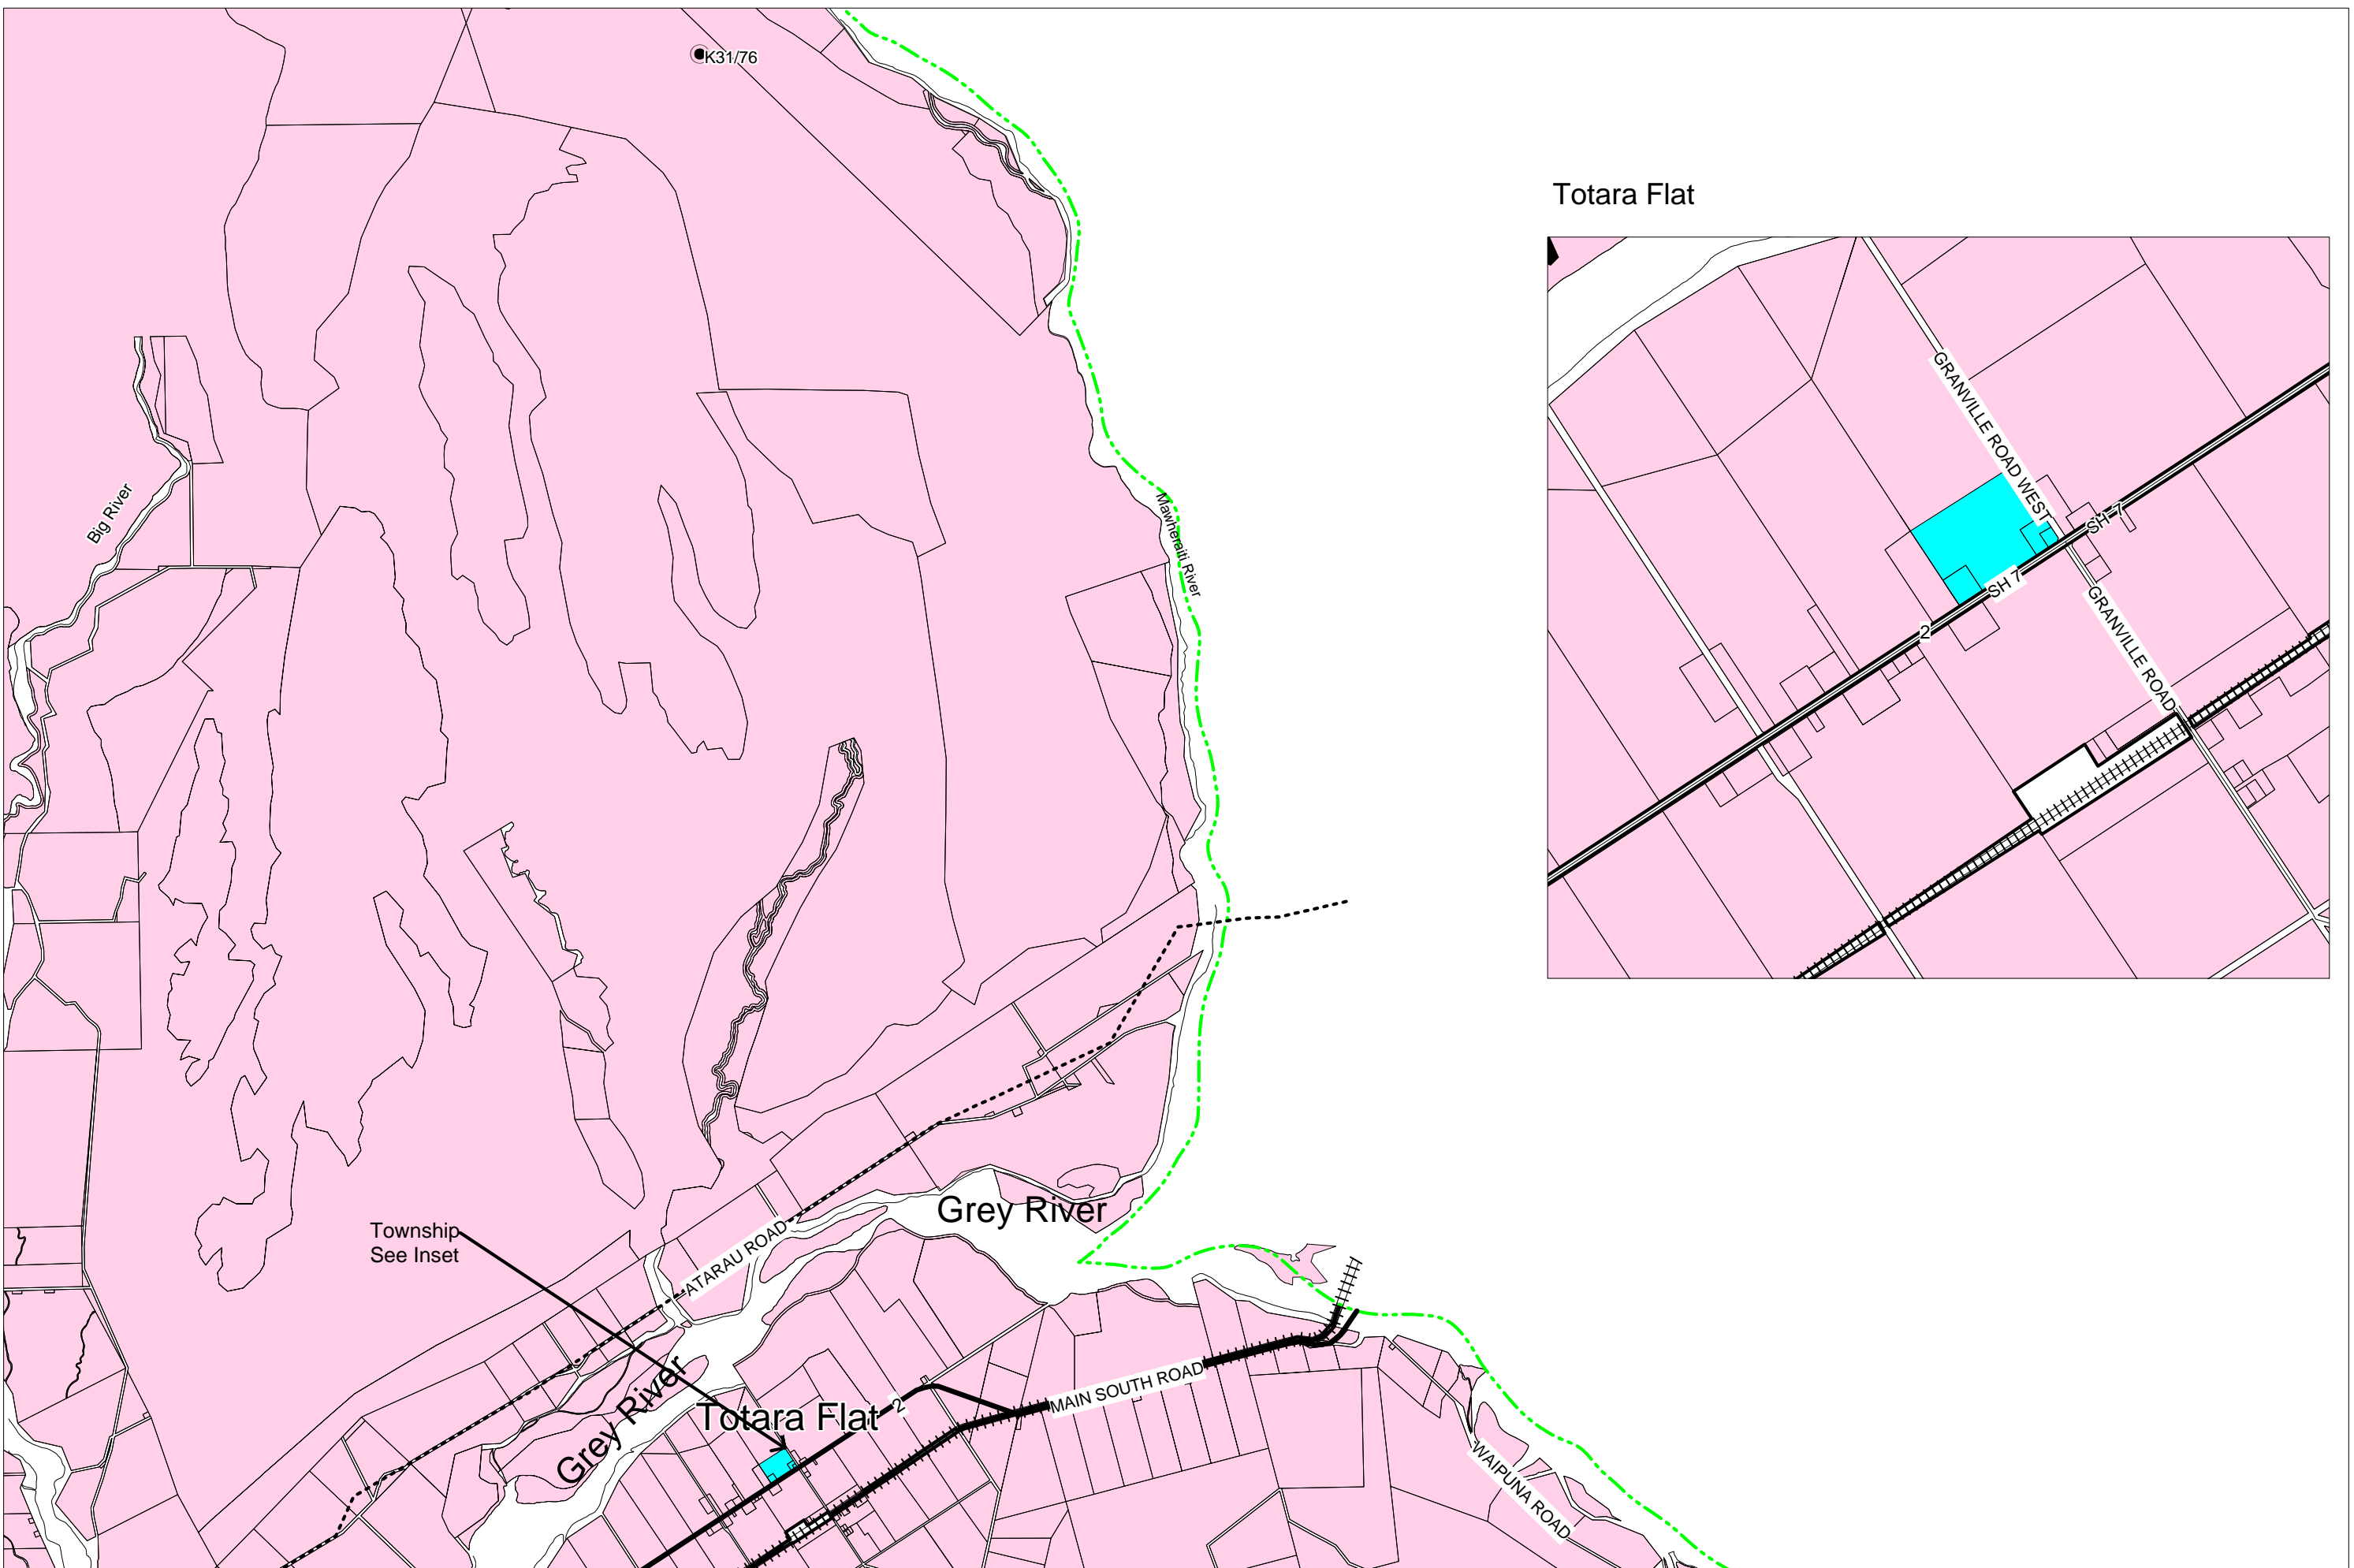 K31/76
Totara Flat
GRANVILLE ROAD WEST
SH 7
SH 7
2
GRANVILLE ROAD
Big River
Mawheraiti River
Grey River
Township
See Inset
ATARAU ROAD
Grey River
Totara Flat
2
MAIN SOUTH ROAD
WAIPUNA ROAD